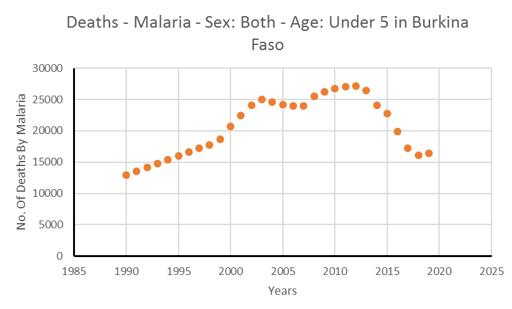 Deaths - Malaria - Sex: Both - Age: Under 5 in Burkina
Faso
No. Of Deaths By Malaria
30000
25000
20000
15000
10000
5000
0
1985 1990 1995 2000 2005 2010 2015 2020 2025
Years